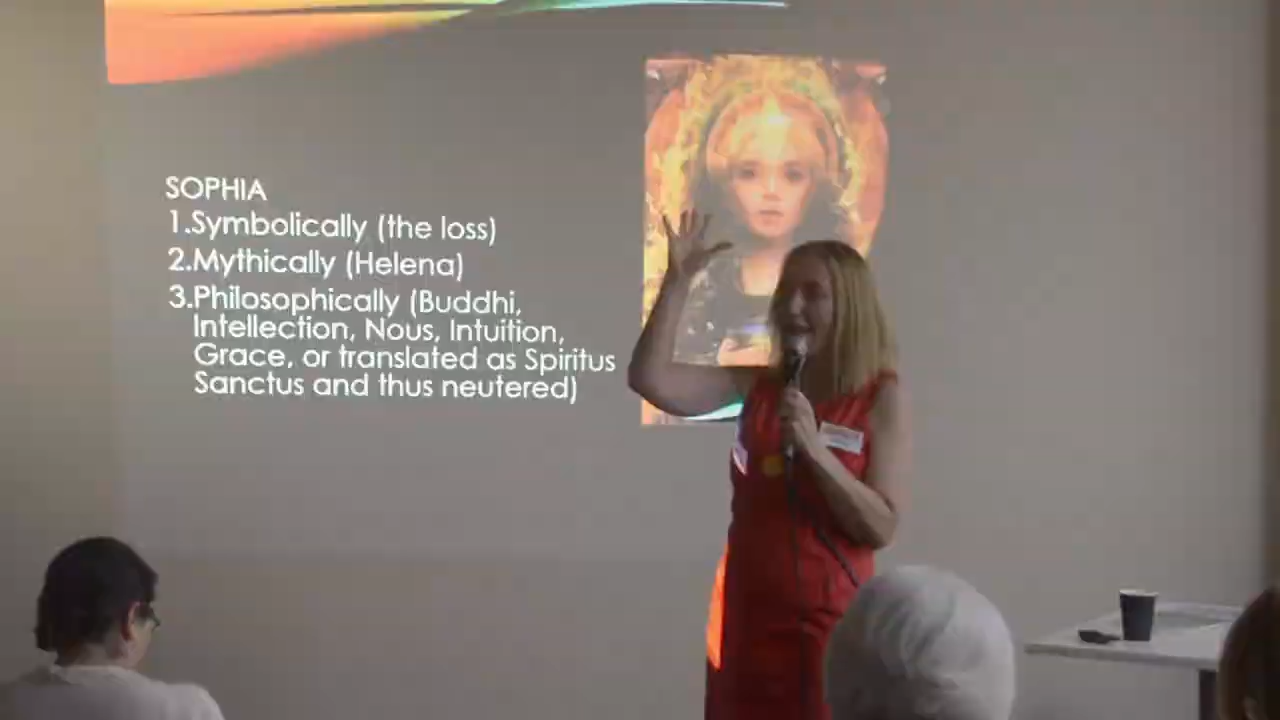 SOPHIA
1.Symbolically (the loss)
2.Mythically (Helena)
3.Philosophically (Buddhi,
Intellection, Nous, Intuition,
Grace, or translated as Spiritus
Sanctus and thus neutered)